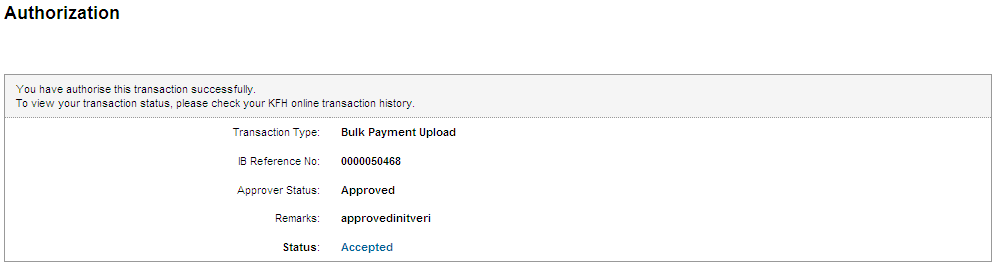 Authorization
You have authorise this transaction successfully.
To view your transaction status, please check your KFH online transaction history.
Transaction Type: Bulk Payment Upload
IB Reference No: 0000050468
Approver Status: Approved
Remarks: approvedinitveri
Status: Accepted